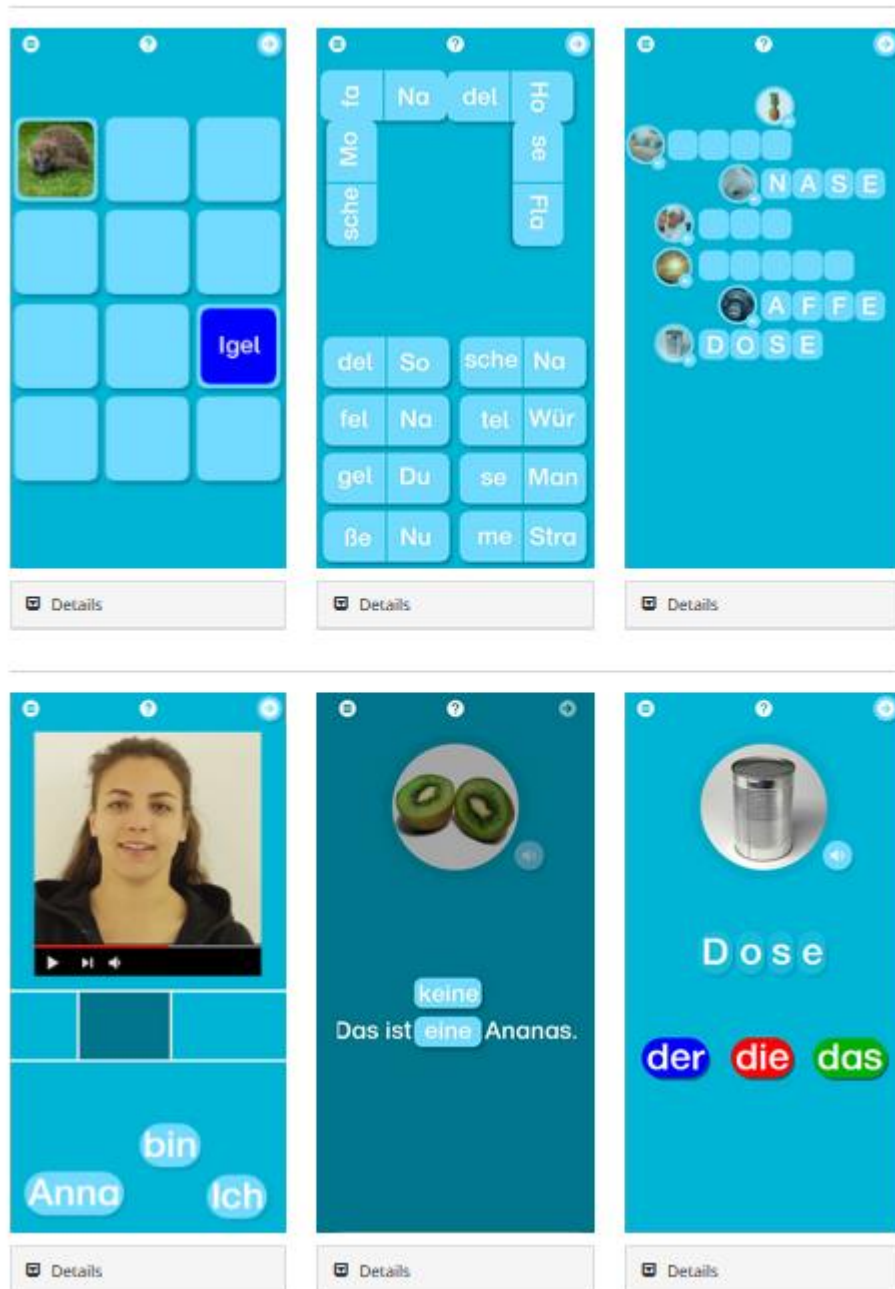 ?
Igel
Details
?
fa Na del Ho
Mo se
sche Fla
del So sche Na
fel Na tel Wür
gel Du se Man
ße Nu me Stra
Details
?
NASE
AFFE
DOSE
Details
?
bin
Anna Ich
Details
?
keine
Das ist eine Ananas.
Details
?
Dose
der die das
Details